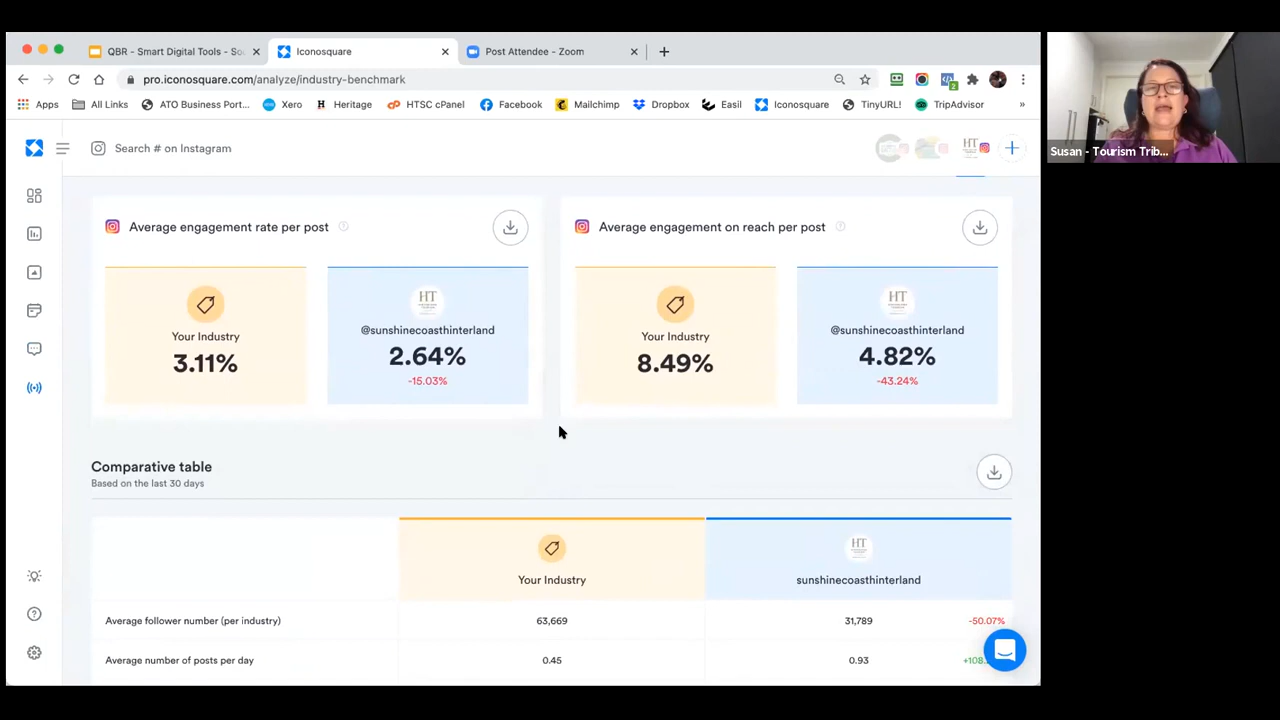 QBR - Smart Digital Tools - So
Iconosquare
Post Attendee - Zoom
pro.iconosquare.com/analyze/industry-benchmark
Apps
All Links
ATO Business Port...
Xero
Heritage
HTSC cPanel
Facebook
Mailchimp
Dropbox
Easil
Iconosquare
TinyURL!
TripAdvisor
»
Susan - Tourism Trib...
Search # on Instagram
HT
Average engagement rate per post
Average engagement on reach per post
Your Industry
3.11%
HT
@sunshinecoasthinterland
2.64%
-15.03%
Your Industry
8.49%
HT
@sunshinecoasthinterland
4.82%
-43.24%
Comparative table
Based on the last 30 days
Your Industry
HT
sunshinecoasthinterland
Average follower number (per industry)
63,669
31,789
-50.07%
Average number of posts per day
0.45
0.93
+108.